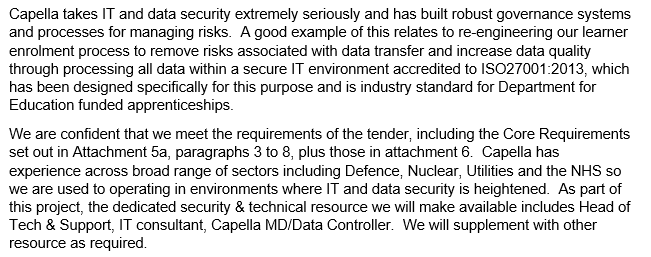 Capella takes IT and data security extremely seriously and has built robust governance systems
and processes for managing risks.  A good example of this relates to re-engineering our learner
enrolment process to remove risks associated with data transfer and increase data quality
through processing all data within a secure IT environment accredited to ISO27001:2013, which
has been designed specifically for this purpose and is industry standard for Department for
Education funded apprenticeships.
We are confident that we meet the requirements of the tender, including the Core Requirements
set out in Attachment 5a, paragraphs 3 to 8, plus those in attachment 6.  Capella has
experience across broad range of sectors including Defence, Nuclear, Utilities and the NHS so
we are used to operating in environments where IT and data security is heightened.  As part of
this project, the dedicated security & technical resource we will make available includes Head of
Tech & Support, IT consultant, Capella MD/Data Controller.  We will supplement with other
resource as required.